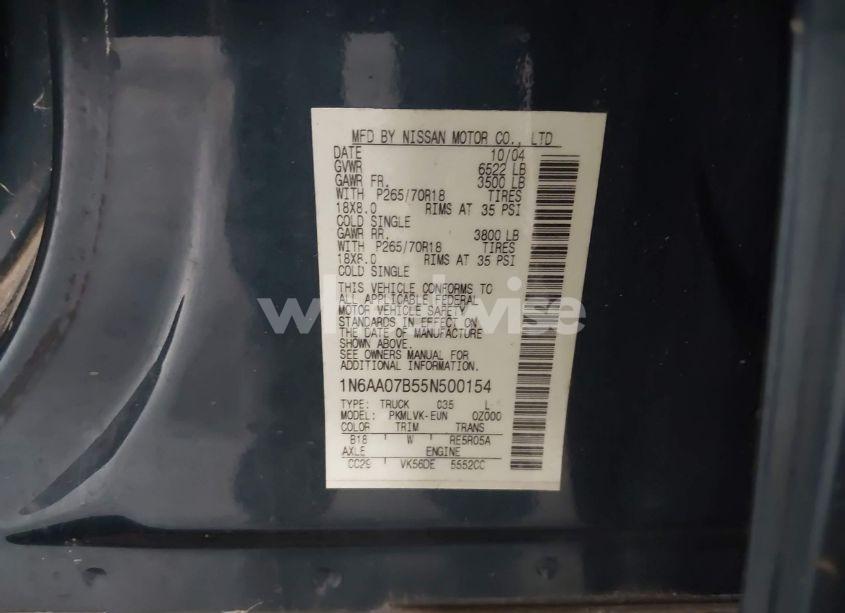 MFD BY NISSAN MOTOR CO., LTD
DATE 10/04
GVWR 6522 LB
GAWR FR. 3500 LB
WITH P265/70R18 TIRES
18X8.0 RIMS AT 35 PSI
COLD SINGLE
GAWR RR. 3800 LB
WITH P265/70R18 TIRES
18X8.0 RIMS AT 35 PSI
COLD SINGLE
THIS VEHICLE CONFORMS TO
ALL APPLICABLE FEDERAL
MOTOR VEHICLE SAFETY
STANDARDS IN EFFECT ON
THE DATE OF MANUFACTURE
SHOWN ABOVE.
SEE OWNERS MANUAL FOR
ADDITIONAL INFORMATION.
1N6AA07B55N500154
TYPE: TRUCK 035 L
MODEL: PKMLVK-EUN 0Z000
COLOR TRIM TRANS
B18 W RE5R05A
AXLE ENGINE
CC29 VK56DE 5552CC
wheelwise